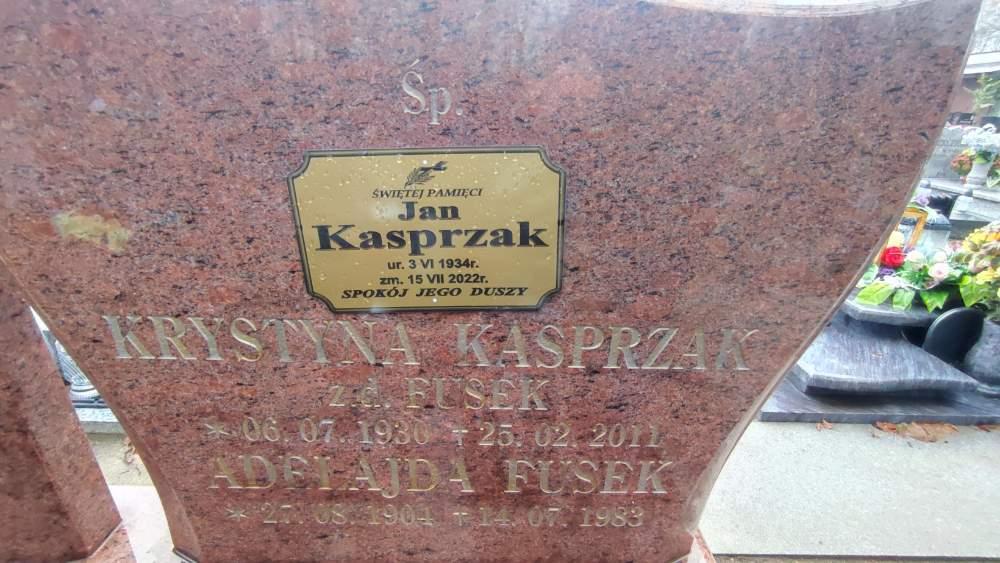 Śp.
ŚWIĘTEJ PAMIĘCI
Jan
Kasprzak
ur. 3 VI 1934r.
zm. 15 VII 2022r.
SPOKÓJ JEGO DUSZY
KRYSTYNA KASPRZAK
z.d. FUSEK
* 06. 07. 1930 † 25. 02. 2011
ADELAJDA FUSEK
* 27. 08. 1904 † 14. 07. 1983